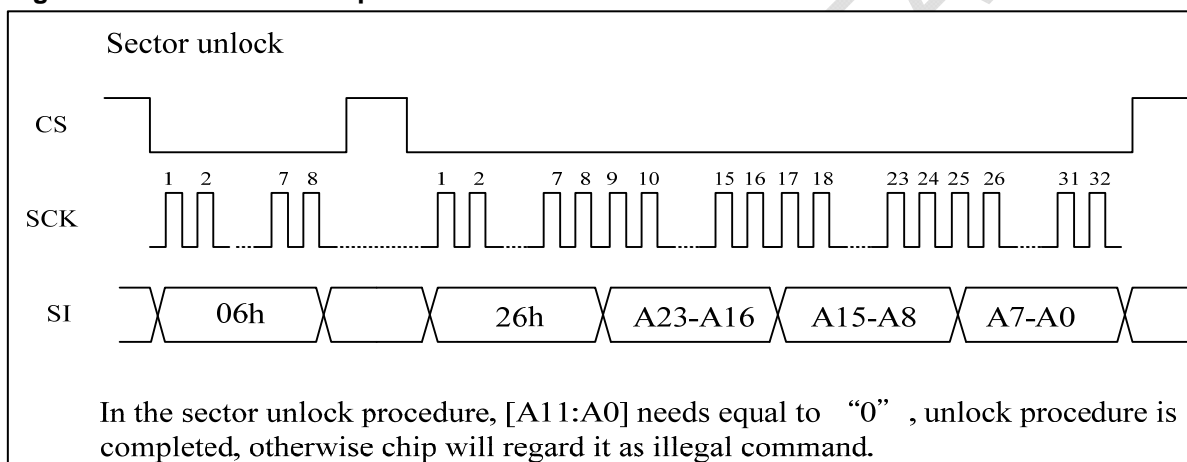 Sector unlock
CS
1 2 7 8 1 2 7 8 9 10 15 16 17 18 23 24 25 26 31 32
SCK
SI 06h 26h A23-A16 A15-A8 A7-A0
In the sector unlock procedure, [A11:A0] needs equal to “0”, unlock procedure is
completed, otherwise chip will regard it as illegal command.